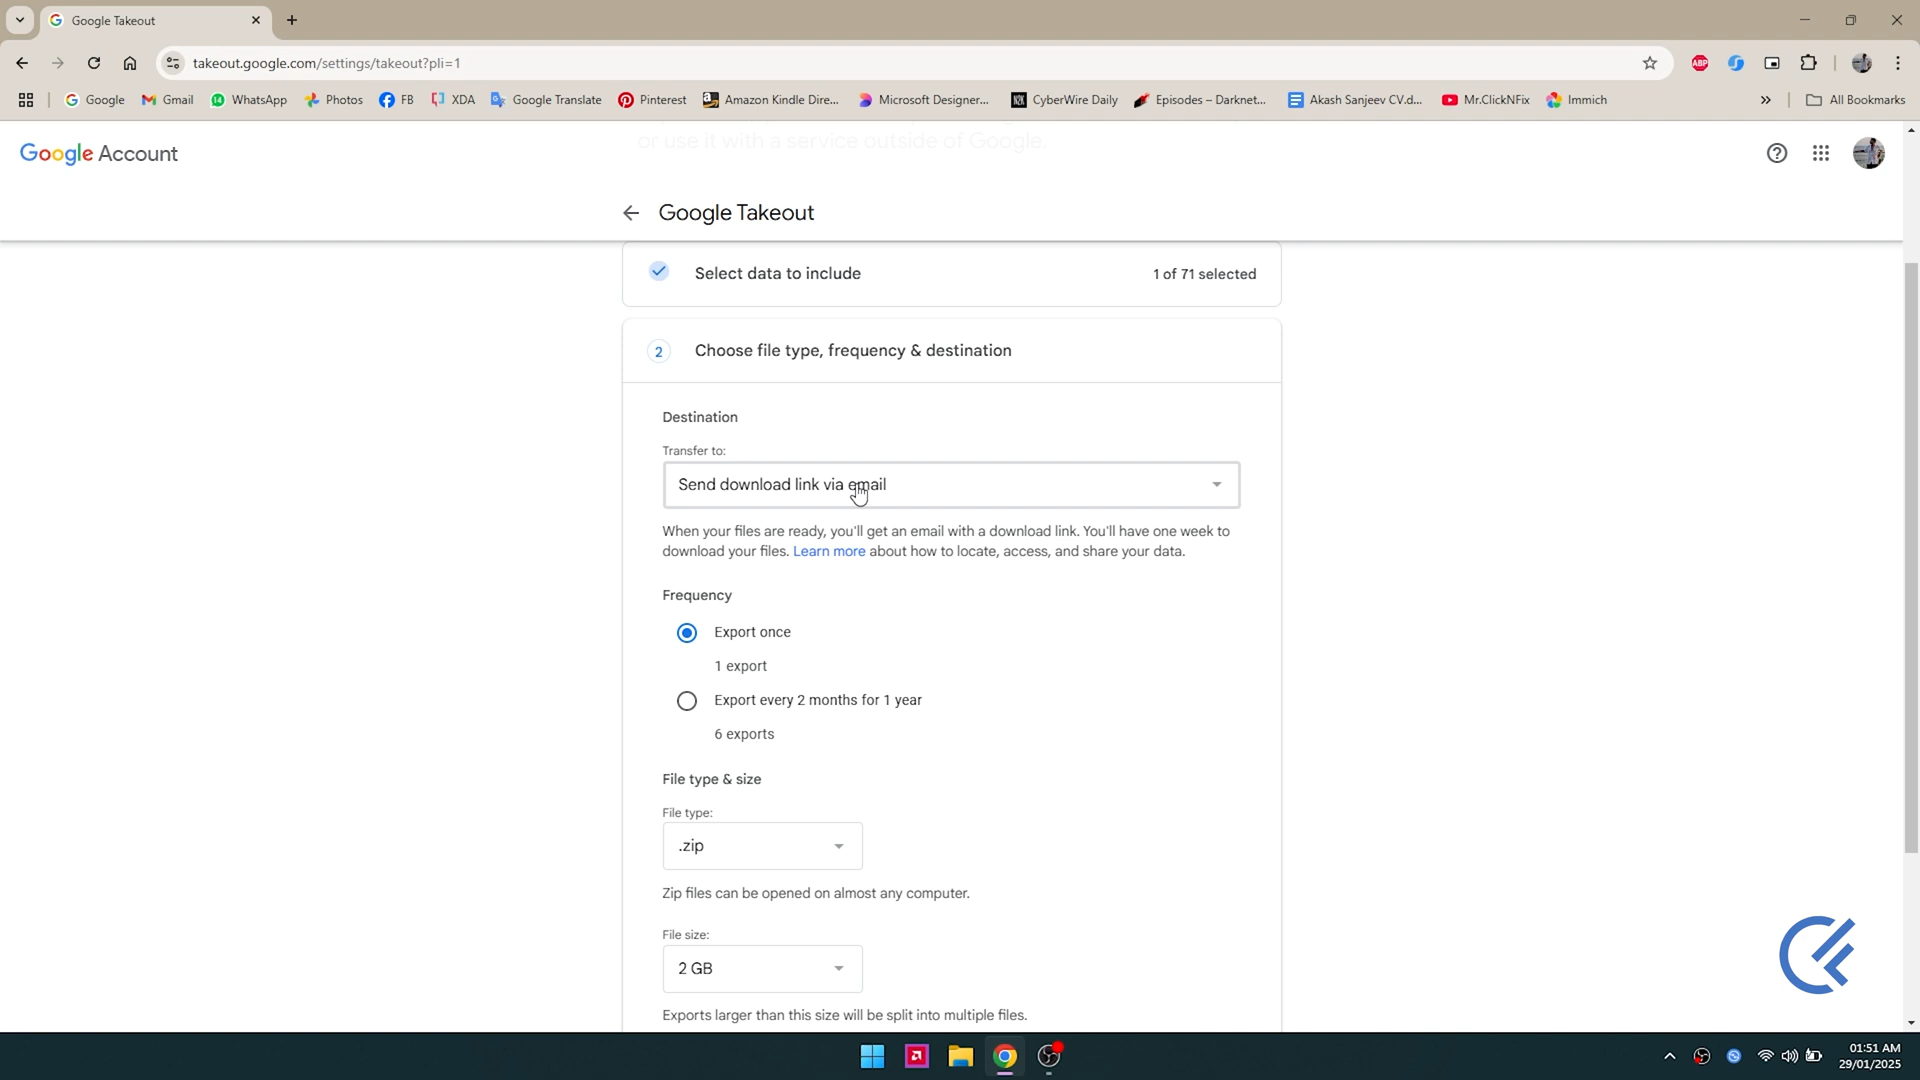 Google Takeout
takeout.google.com/settings/takeout?pli=1
ABP
Google
Gmail
WhatsApp
Photos
FB
XDA
Google Translate
Pinterest
Amazon Kindle Dire...
Microsoft Designer...
N2K
CyberWire Daily
Episodes – Darknet...
Akash Sanjeev CV.d...
Mr.ClickNFix
Immich
All Bookmarks
or use it with a service outside of Google.
Google Account
Google Takeout
Select data to include
1 of 71 selected
2
Choose file type, frequency & destination
Destination
Transfer to:
Send download link via email
When your files are ready, you'll get an email with a download link. You'll have one week to
download your files. Learn more about how to locate, access, and share your data.
Frequency
Export once
1 export
Export every 2 months for 1 year
6 exports
File type & size
File type:
.zip
Zip files can be opened on almost any computer.
File size:
2 GB
Exports larger than this size will be split into multiple files.
01:51 AM
29/01/2025